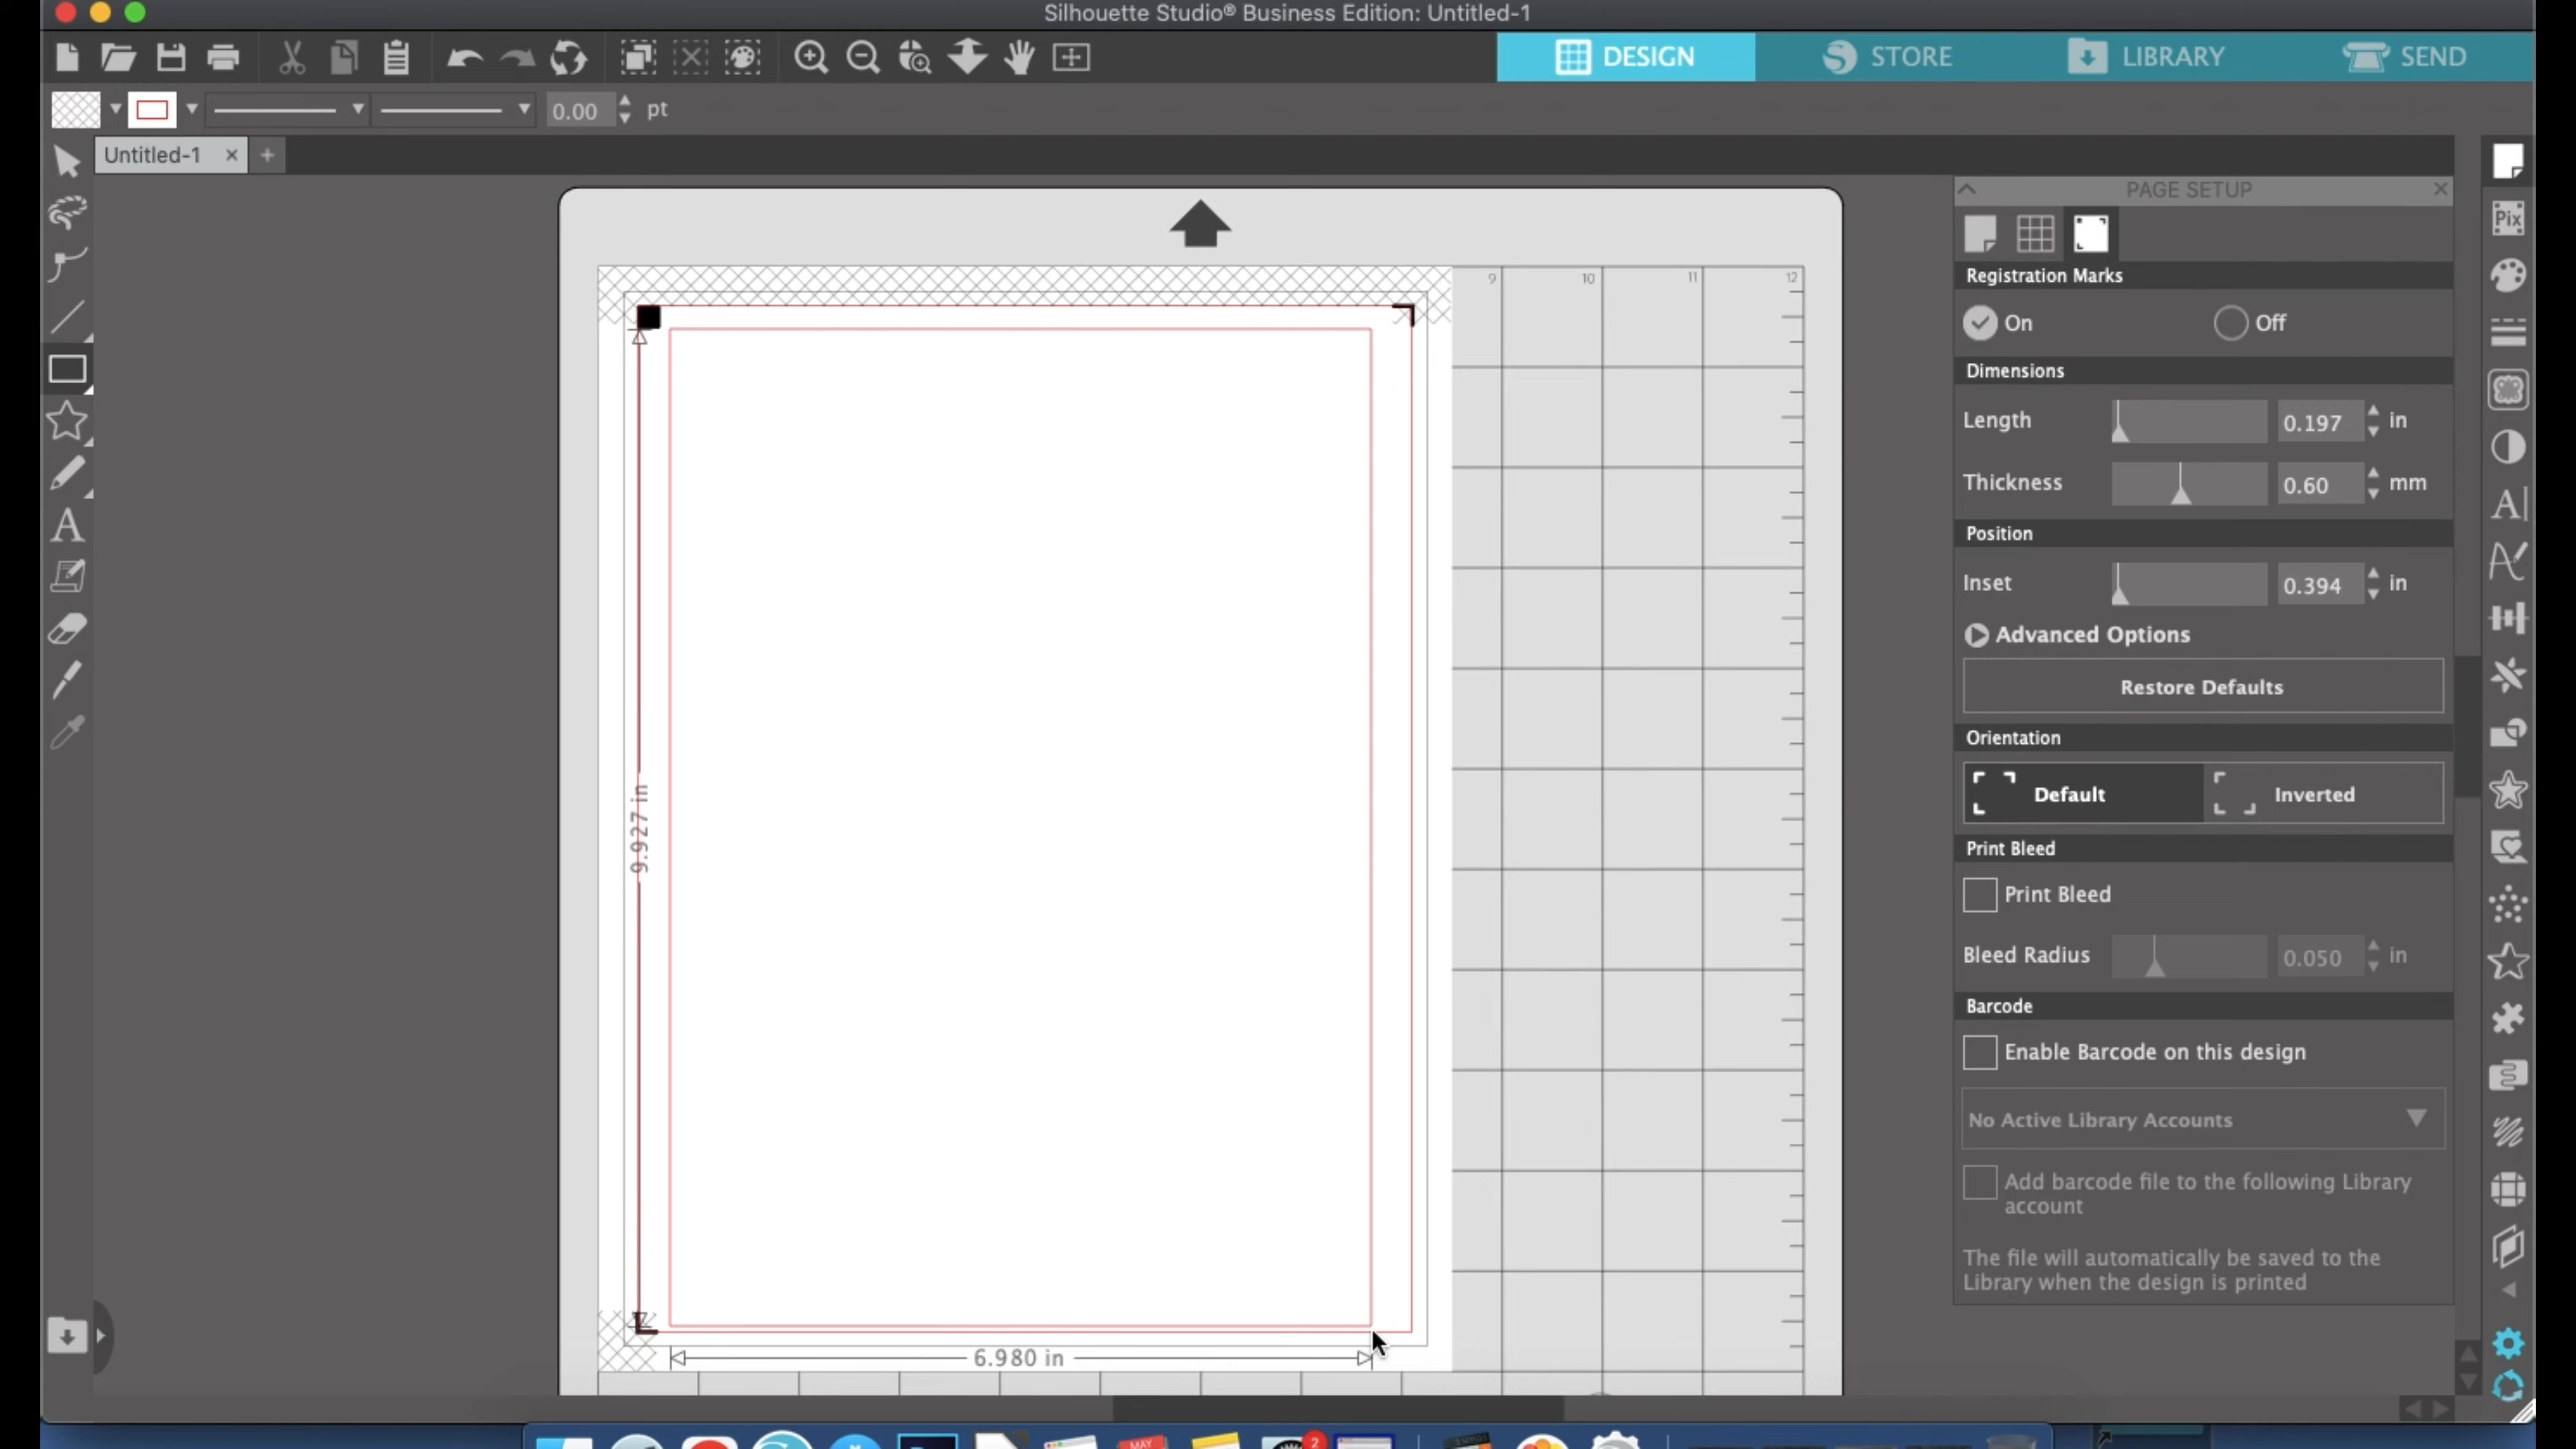 Silhouette Studio® Business Edition: Untitled-1
DESIGN
STORE
LIBRARY
SEND
0.00 pt
Untitled-1
PAGE SETUP
Pix
9
10
11
12
Registration Marks
On
Off
Dimensions
Length 0.197 in
Thickness 0.60 mm
Position
Inset 0.394 in
Advanced Options
Restore Defaults
Orientation
Default
Inverted
Print Bleed
Print Bleed
Bleed Radius 0.050 in
Barcode
Enable Barcode on this design
No Active Library Accounts
Add barcode file to the following Library
account
The file will automatically be saved to the
Library when the design is printed
9.927 in
6.980 in
MAY
2